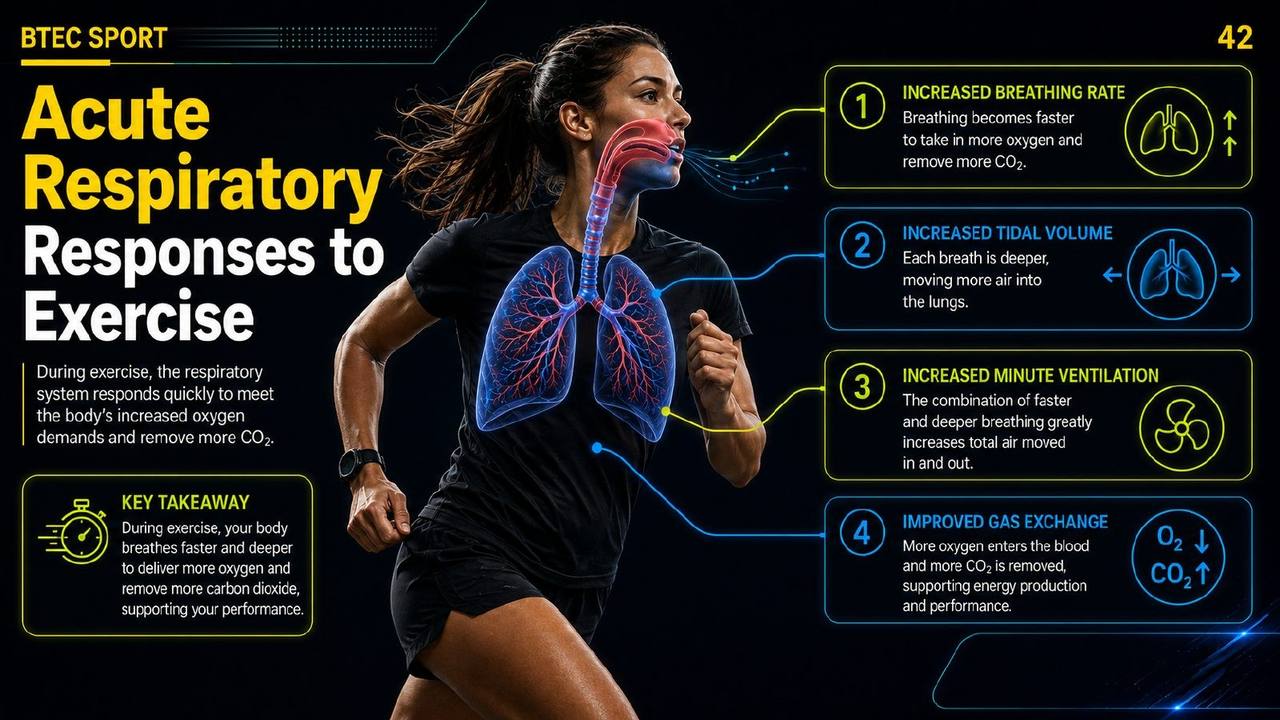 BTEC SPORT
42
Acute
Respiratory
Responses to
Exercise
During exercise, the respiratory
system responds quickly to meet
the body's increased oxygen
demands and remove more CO₂.
KEY TAKEAWAY
During exercise, your body
breathes faster and deeper
to deliver more oxygen and
remove more carbon dioxide,
supporting your performance.
1
INCREASED BREATHING RATE
Breathing becomes faster
to take in more oxygen and
remove more CO₂.
2
INCREASED TIDAL VOLUME
Each breath is deeper,
moving more air into
the lungs.
3
INCREASED MINUTE VENTILATION
The combination of faster
and deeper breathing greatly
increases total air moved
in and out.
4
IMPROVED GAS EXCHANGE
More oxygen enters the blood
and more CO₂ is removed,
supporting energy production
and performance.
O₂ ↓
CO₂ ↑